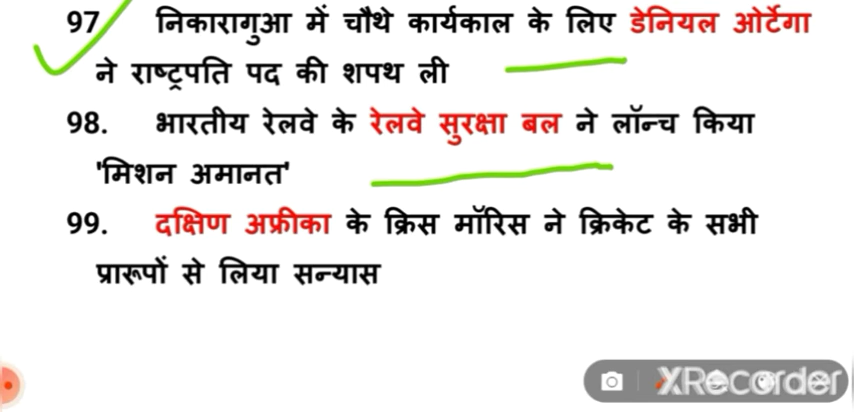 97 निकारागुआ में चौथे कार्यकाल के लिए डेनियल ओर्टेगा
ने राष्ट्रपति पद की शपथ ली
98. भारतीय रेलवे के रेलवे सुरक्षा बल ने लॉन्च किया
'मिशन अमानत'
99. दक्षिण अफ्रीका के क्रिस मॉरिस ने क्रिकेट के सभी
प्रारूपों से लिया सन्यास
XRecorder